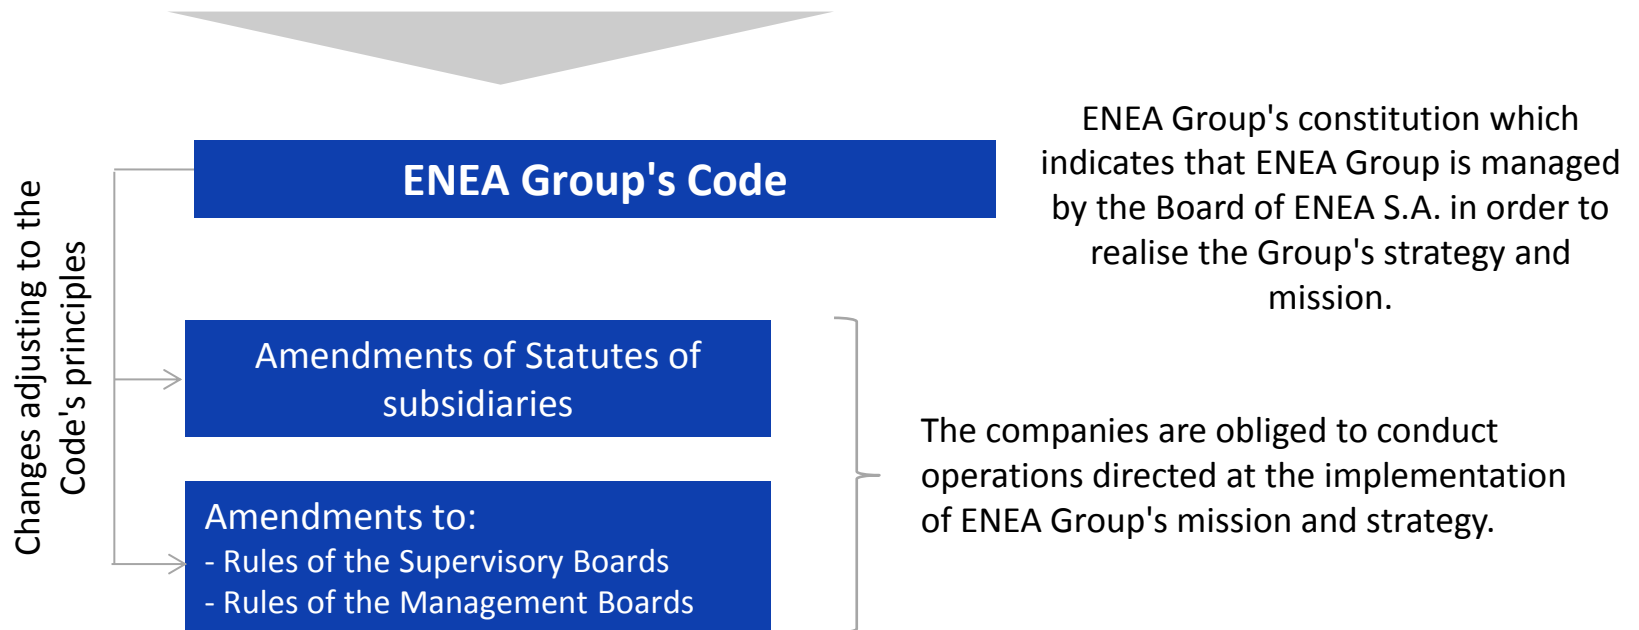 Changes adjusting to the
Code's principles
ENEA Group's Code
ENEA Group's constitution which
indicates that ENEA Group is managed
by the Board of ENEA S.A. in order to
realise the Group's strategy and
mission.
Amendments of Statutes of
subsidiaries
Amendments to:
- Rules of the Supervisory Boards
- Rules of the Management Boards
The companies are obliged to conduct
operations directed at the implementation
of ENEA Group's mission and strategy.